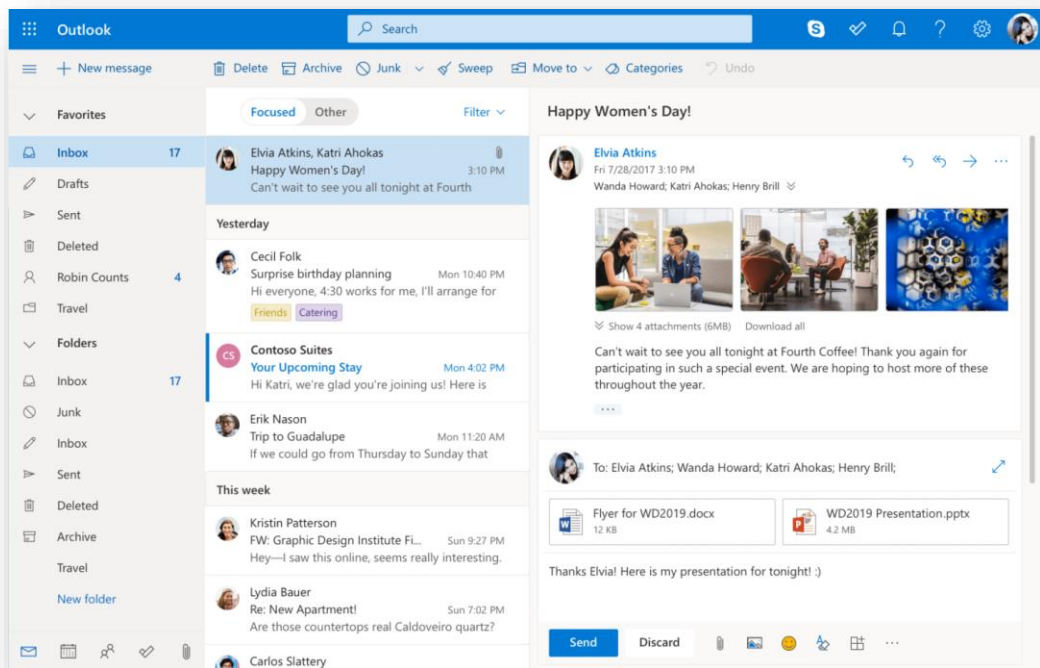 Outlook
Search
New message
Delete
Archive
Junk
Sweep
Move to
Categories
Undo
Favorites
Inbox 17
Drafts
Sent
Deleted
Robin Counts 4
Travel
Folders
Inbox 17
Junk
Inbox
Sent
Deleted
Archive
Travel
New folder
Focused Other Filter
Elvia Atkins, Katri Ahokas
Happy Women's Day! 3:10 PM
Can't wait to see you all tonight at Fourth
Yesterday
Cecil Folk
Surprise birthday planning Mon 10:40 PM
Hi everyone, 4:30 works for me, I'll arrange for
Friends Catering
CS
Contoso Suites
Your Upcoming Stay Mon 4:02 PM
Hi Katri, we're glad you're joining us! Here is
Erik Nason
Trip to Guadalupe Mon 11:20 AM
If we could go from Thursday to Sunday that
This week
Kristin Patterson
FW: Graphic Design Institute Fi... Sun 9:27 PM
Hey—I saw this online, seems really interesting.
Lydia Bauer
Re: New Apartment! Sun 7:02 PM
Are those countertops real Caldoveiro quartz?
Carlos Slattery
Happy Women's Day!
Elvia Atkins
Fri 7/28/2017 3:10 PM
Wanda Howard; Katri Ahokas; Henry Brill
Show 4 attachments (6MB) Download all
Can't wait to see you all tonight at Fourth Coffee! Thank you again for
participating in such a special event. We are hoping to host more of these
throughout the year.
...
To: Elvia Atkins; Wanda Howard; Katri Ahokas; Henry Brill;
Flyer for WD2019.docx
12 KB
WD2019 Presentation.pptx
4.2 MB
Thanks Elvia! Here is my presentation for tonight! :)
Send Discard